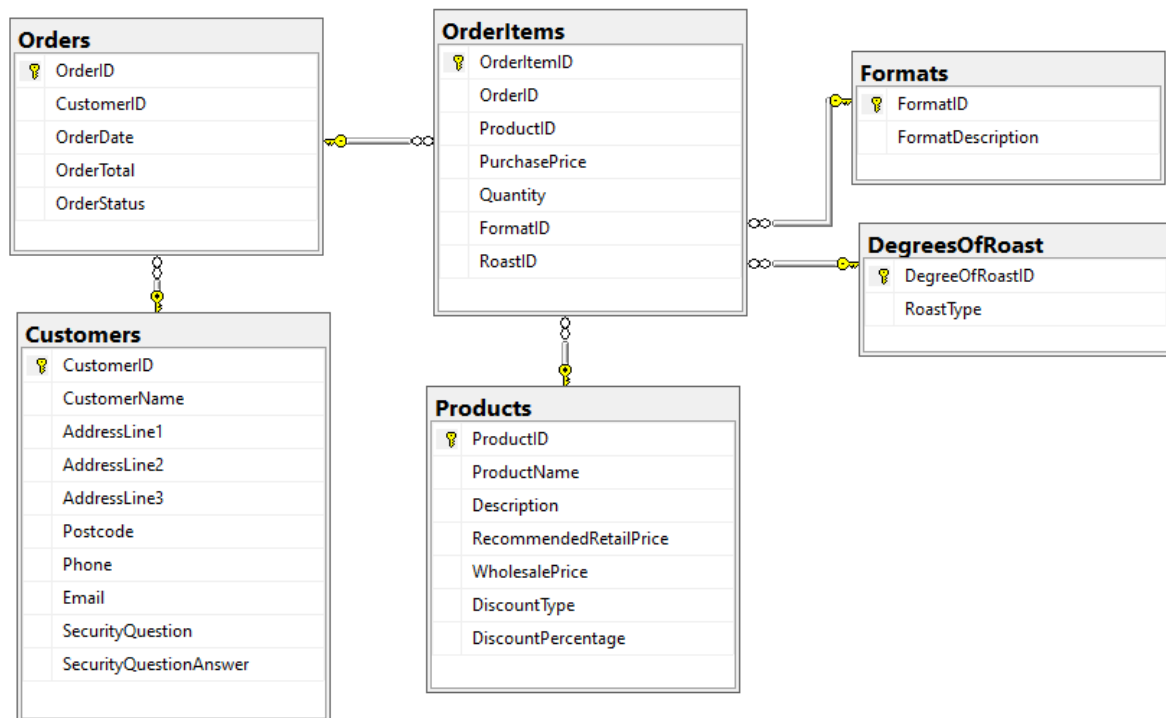 Orders
OrderID
CustomerID
OrderDate
OrderTotal
OrderStatus
OrderItems
OrderItemID
OrderID
ProductID
PurchasePrice
Quantity
FormatID
RoastID
Formats
FormatID
FormatDescription
DegreesOfRoast
DegreeOfRoastID
RoastType
Customers
CustomerID
CustomerName
AddressLine1
AddressLine2
AddressLine3
Postcode
Phone
Email
SecurityQuestion
SecurityQuestionAnswer
Products
ProductID
ProductName
Description
RecommendedRetailPrice
WholesalePrice
DiscountType
DiscountPercentage